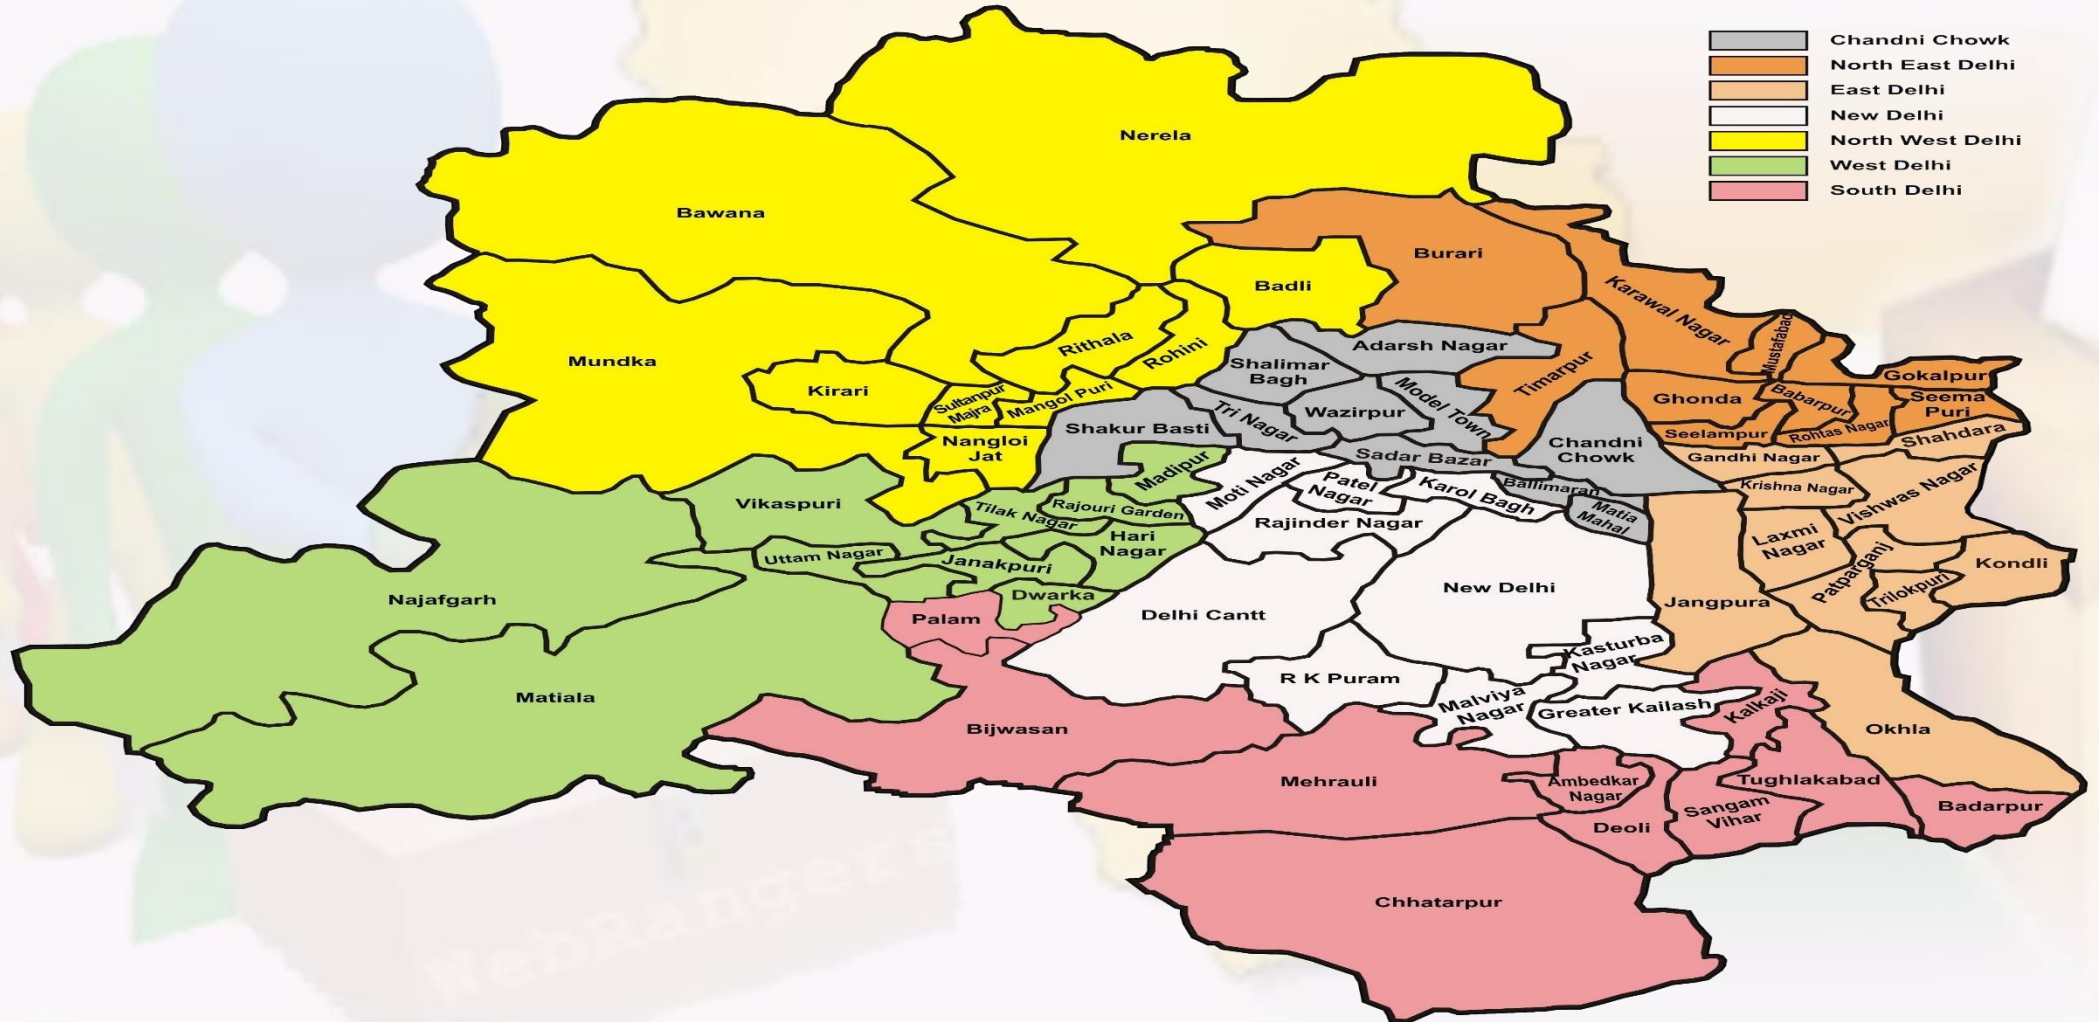 Chandni Chowk
North East Delhi
East Delhi
New Delhi
North West Delhi
West Delhi
South Delhi
Nerela
Bawana
Burari
Badli
Karawal Nagar
Mustafabad
Mundka
Kirari
Rithala
Rohini
Sultanpur
Majra
Mangol Puri
Nangloi
Jat
Adarsh Nagar
Shalimar
Bagh
Model Town
Wazirpur
Tri Nagar
Shakur Basti
Timarpur
Gokalpur
Ghonda
Babarpur
Seema
Puri
Seelampur
Rohtas Nagar
Shahdara
Chandni
Chowk
Sadar Bazar
Gandhi Nagar
Krishna Nagar
Vishwas Nagar
Madipur
Moti Nagar
Patel
Nagar
Karol Bagh
Ballimaran
Matia
Mahal
Vikaspuri
Tilak Nagar
Rajouri Garden
Hari
Nagar
Rajinder Nagar
Laxmi
Nagar
Patparganj
Trilokpuri
Kondli
Uttam Nagar
Janakpuri
Dwarka
Najafgarh
Palam
Delhi Cantt
New Delhi
Jangpura
Kasturba
Nagar
R K Puram
Malviya
Nagar
Greater Kailash
Kalkaji
Okhla
Matiala
Bijwasan
Mehrauli
Ambedkar
Nagar
Deoli
Sangam
Vihar
Tughlakabad
Badarpur
Chhatarpur
WebRangers